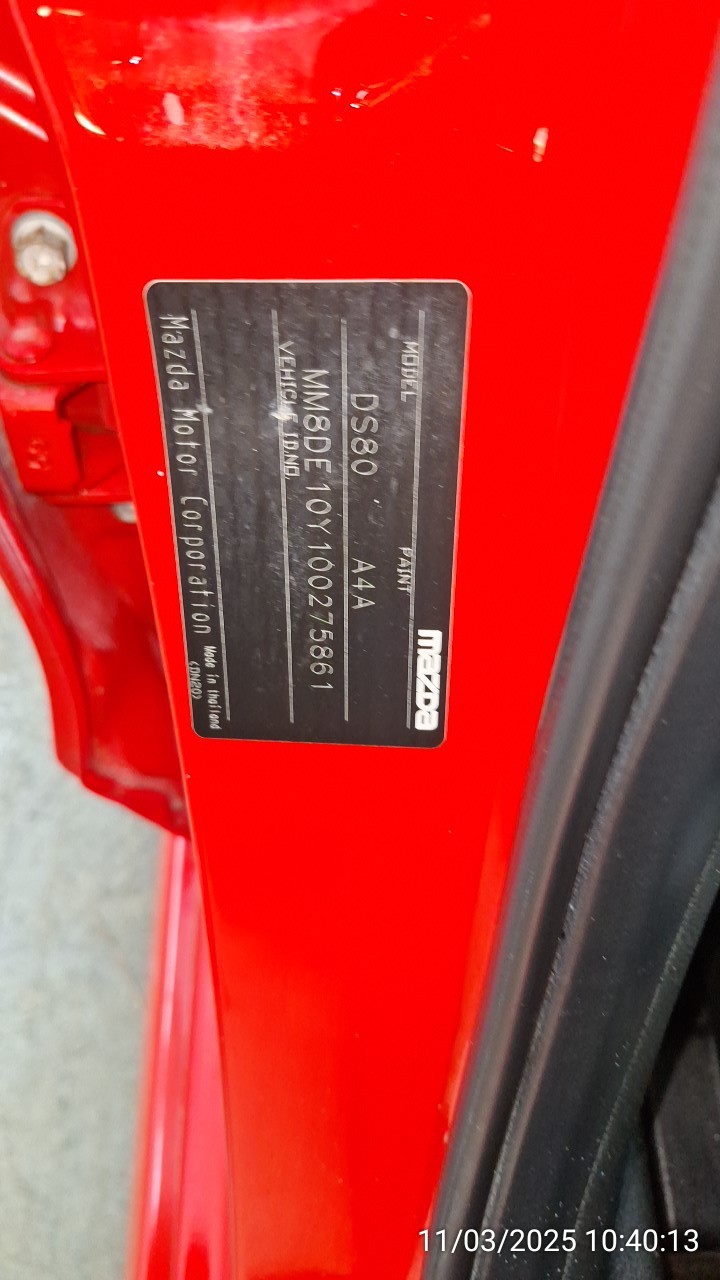 mazda
MODEL PAINT
DS80 A4A
MM8DE10Y100275861
VEHICLE ID.NO.
Mazda Motor Corporation Made in thailand
11/03/2025 10:40:13